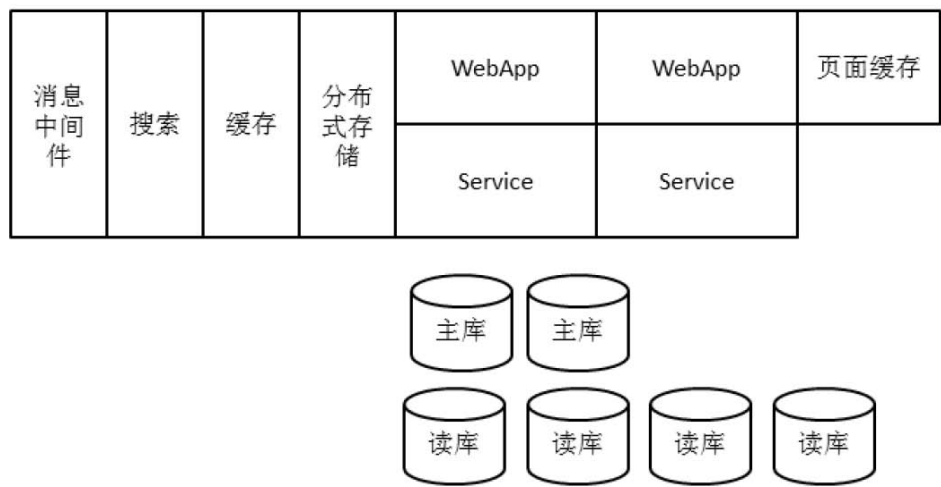 消息
中间
件
搜索
缓存
分布
式存
储
WebApp
WebApp
页面缓存
Service
Service
主库
主库
读库
读库
读库
读库